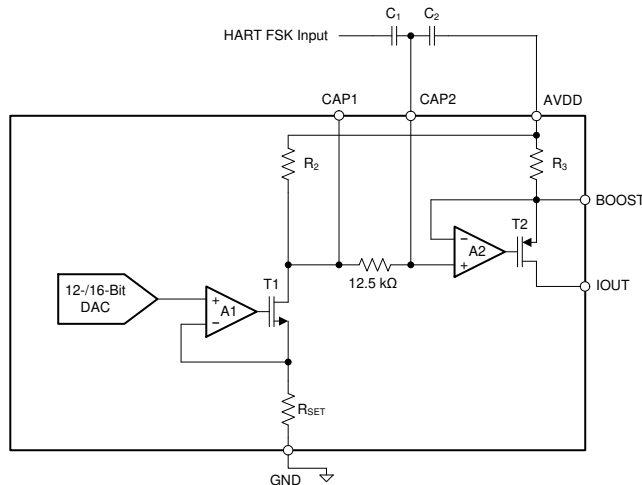 C1 C2
HART FSK Input
CAP1 CAP2 AVDD
R2 R3
BOOST
T2
− A2
+
12.5 kΩ
IOUT
T1
12-/16-Bit
DAC
+ A1
−
RSET
GND